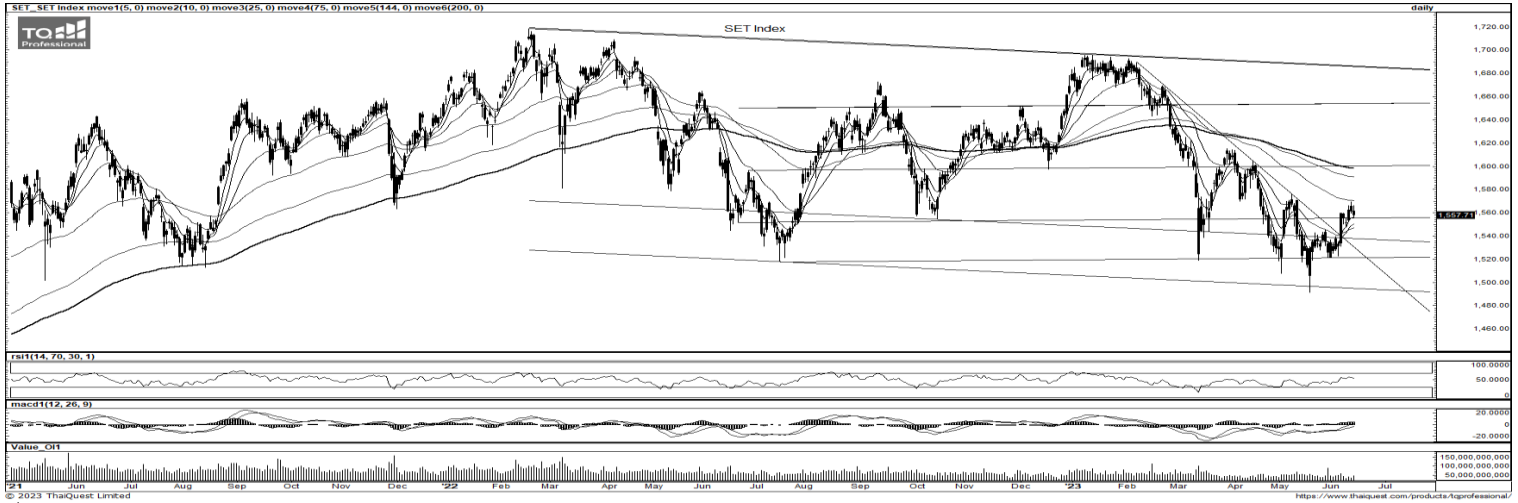 SET_SET Index move1(5, 0) move2(10, 0) move3(25, 0) move4(75, 0) move5(144, 0) move6(200, 0) daily
TQ
Professional
SET Index
1,720.00
1,700.00
1,680.00
1,660.00
1,640.00
1,620.00
1,600.00
1,580.00
1,557.71 1,560.00
1,540.00
1,520.00
1,500.00
1,480.00
1,460.00
rsi1(14, 70, 30, 1)
100.0000
50.0000
0
macd1(12, 26, 9)
20.0000
0
-20.0000
Value_OI1
150,000,000,000
100,000,000,000
50,000,000,000
'21 Jun Jul Aug Sep Oct Nov Dec '22 Feb Mar Apr May Jun Jul Aug Sep Oct Nov Dec '23 Feb Mar Apr May Jun Jul
© 2023 ThaiQuest Limited https://www.thaiquest.com/products/tqprofessional/